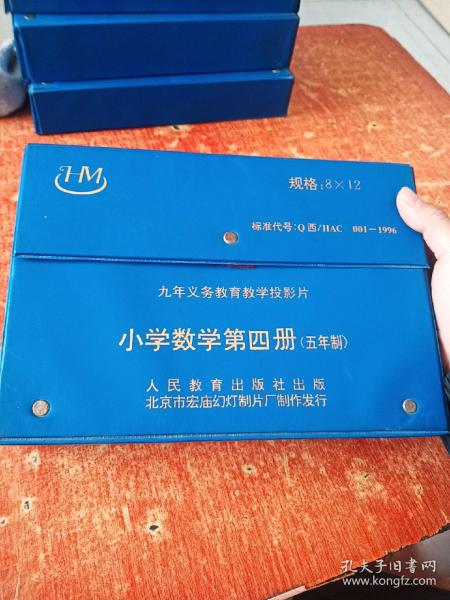 HM
规格:8×12
标准代号:Q西/HAC 001-1996
九年义务教育教学投影片
小学数学第四册(五年制)
人民教育出版社出版
北京市宏庙幻灯制片厂制作发行
孔夫子旧书网
www.kongfz.com